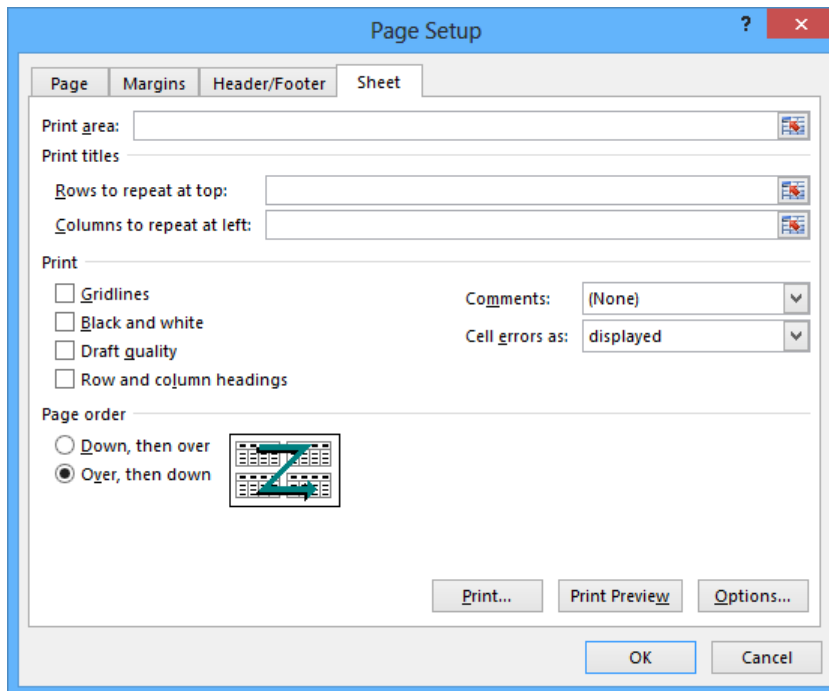 Page Setup ?
Page Margins Header/Footer Sheet
Print area:
Print titles
Rows to repeat at top:
Columns to repeat at left:
Print
Gridlines
Comments: (None)
Black and white
Cell errors as: displayed
Draft quality
Row and column headings
Page order
Down, then over
Over, then down
Print... Print Preview Options...
OK Cancel